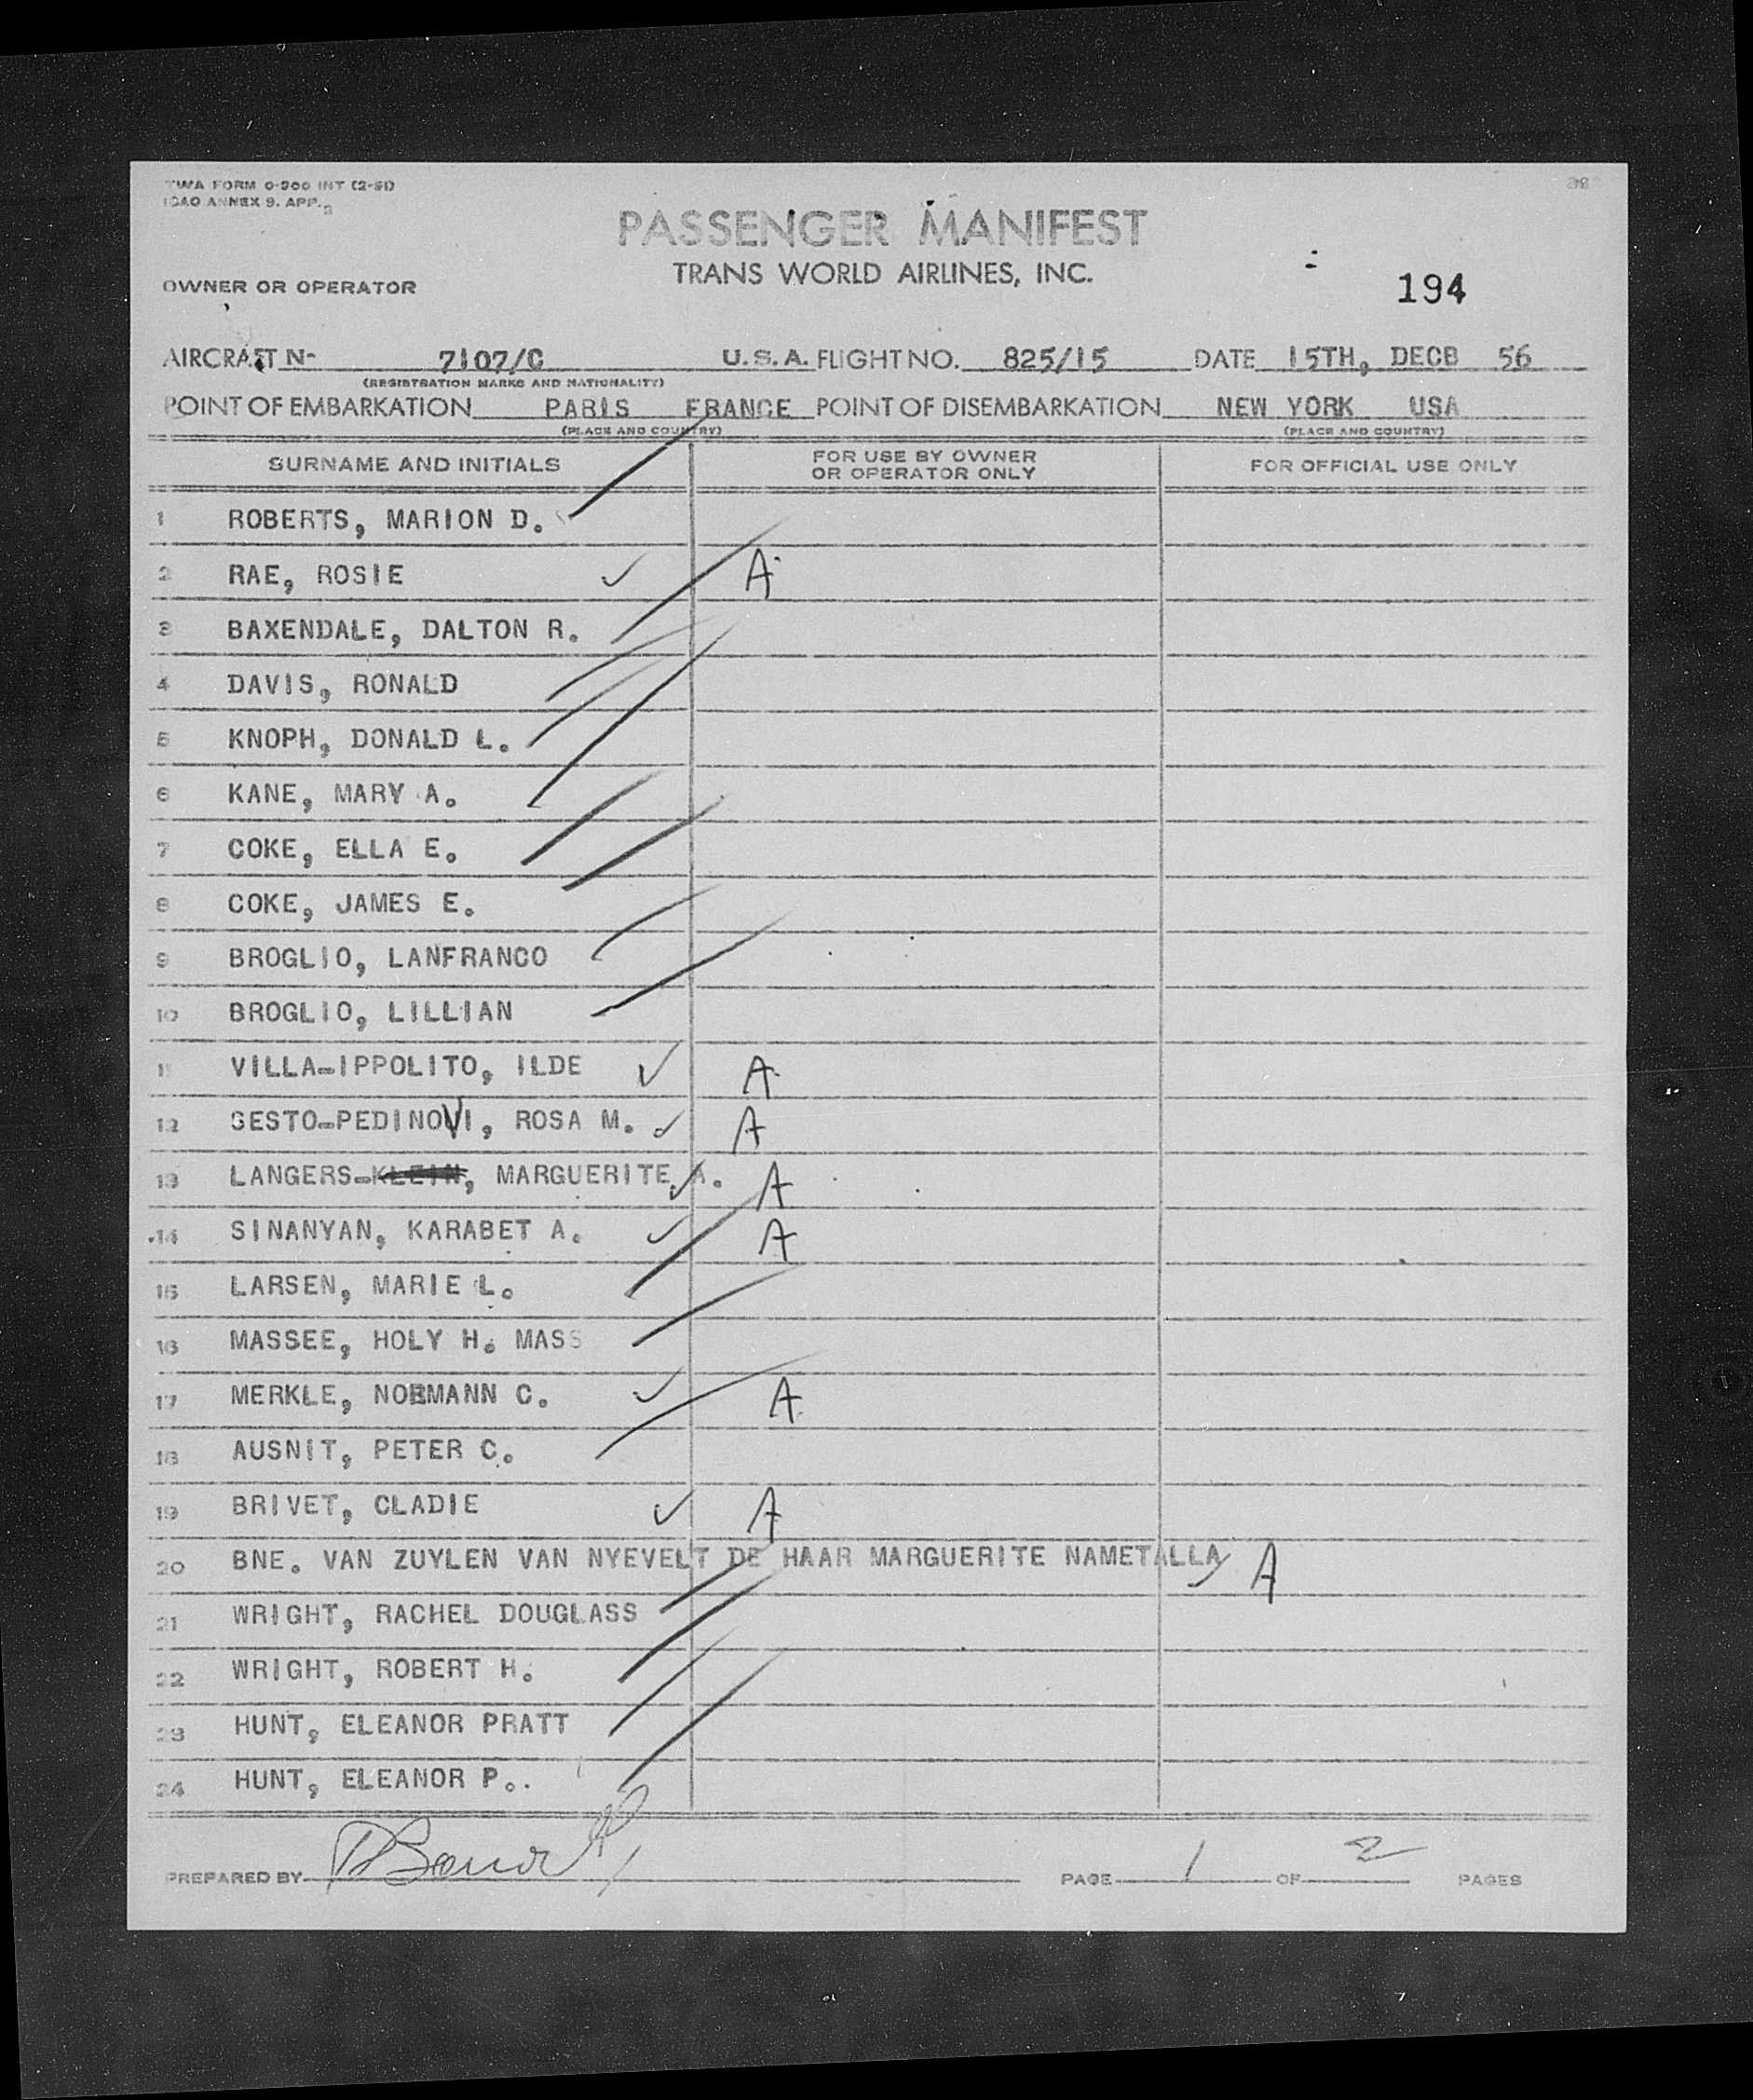 TWA FORM 0-200 INT (2-51)
ICAO ANNEX 9. APP. 3
PASSENGER MANIFEST
TRANS WORLD AIRLINES, INC.
OWNER OR OPERATOR
194
AIRCRAFT N- 7107/C U.S.A. FLIGHT NO. 825/15 DATE 15TH, DECB 56
(REGISTRATION MARKS AND NATIONALITY)
POINT OF EMBARKATION PARIS FRANCE POINT OF DISEMBARKATION NEW YORK USA
(PLACE AND COUNTRY) (PLACE AND COUNTRY)
SURNAME AND INITIALS FOR USE BY OWNER OR OPERATOR ONLY FOR OFFICIAL USE ONLY
1 ROBERTS, MARION D.
2 RAE, ROSIE ✓ A
3 BAXENDALE, DALTON R.
4 DAVIS, RONALD
5 KNOPH, DONALD L.
6 KANE, MARY A.
7 COKE, ELLA E.
8 COKE, JAMES E.
9 BROGLIO, LANFRANCO
10 BROGLIO, LILLIAN
11 VILLA-IPPOLITO, ILDE ✓ A
12 GESTO-PEDINOVI, ROSA M. ✓ A
13 LANGERS-KLEIN, MARGUERITE A. ✓ A
14 SINANYAN, KARABET A. ✓ A
15 LARSEN, MARIE L.
16 MASSEE, HOLY H. MASS
17 MERKLE, NORMANN C. ✓ A
18 AUSNIT, PETER C.
19 BRIVET, CLADIE ✓ A
20 BNE. VAN ZUYLEN VAN NYEVELT DE HAAR MARGUERITE NAMETALLA ✓ A
21 WRIGHT, RACHEL DOUGLASS
22 WRIGHT, ROBERT H.
23 HUNT, ELEANOR PRATT
24 HUNT, ELEANOR P..
PREPARED BY PAGE 1 OF 2 PAGES